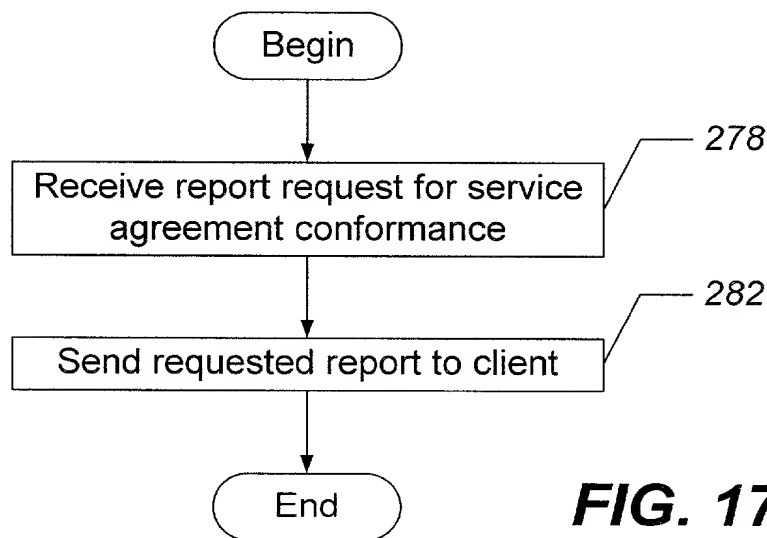 Begin
278
Receive report request for service
agreement conformance
282
Send requested report to client
End
FIG. 17